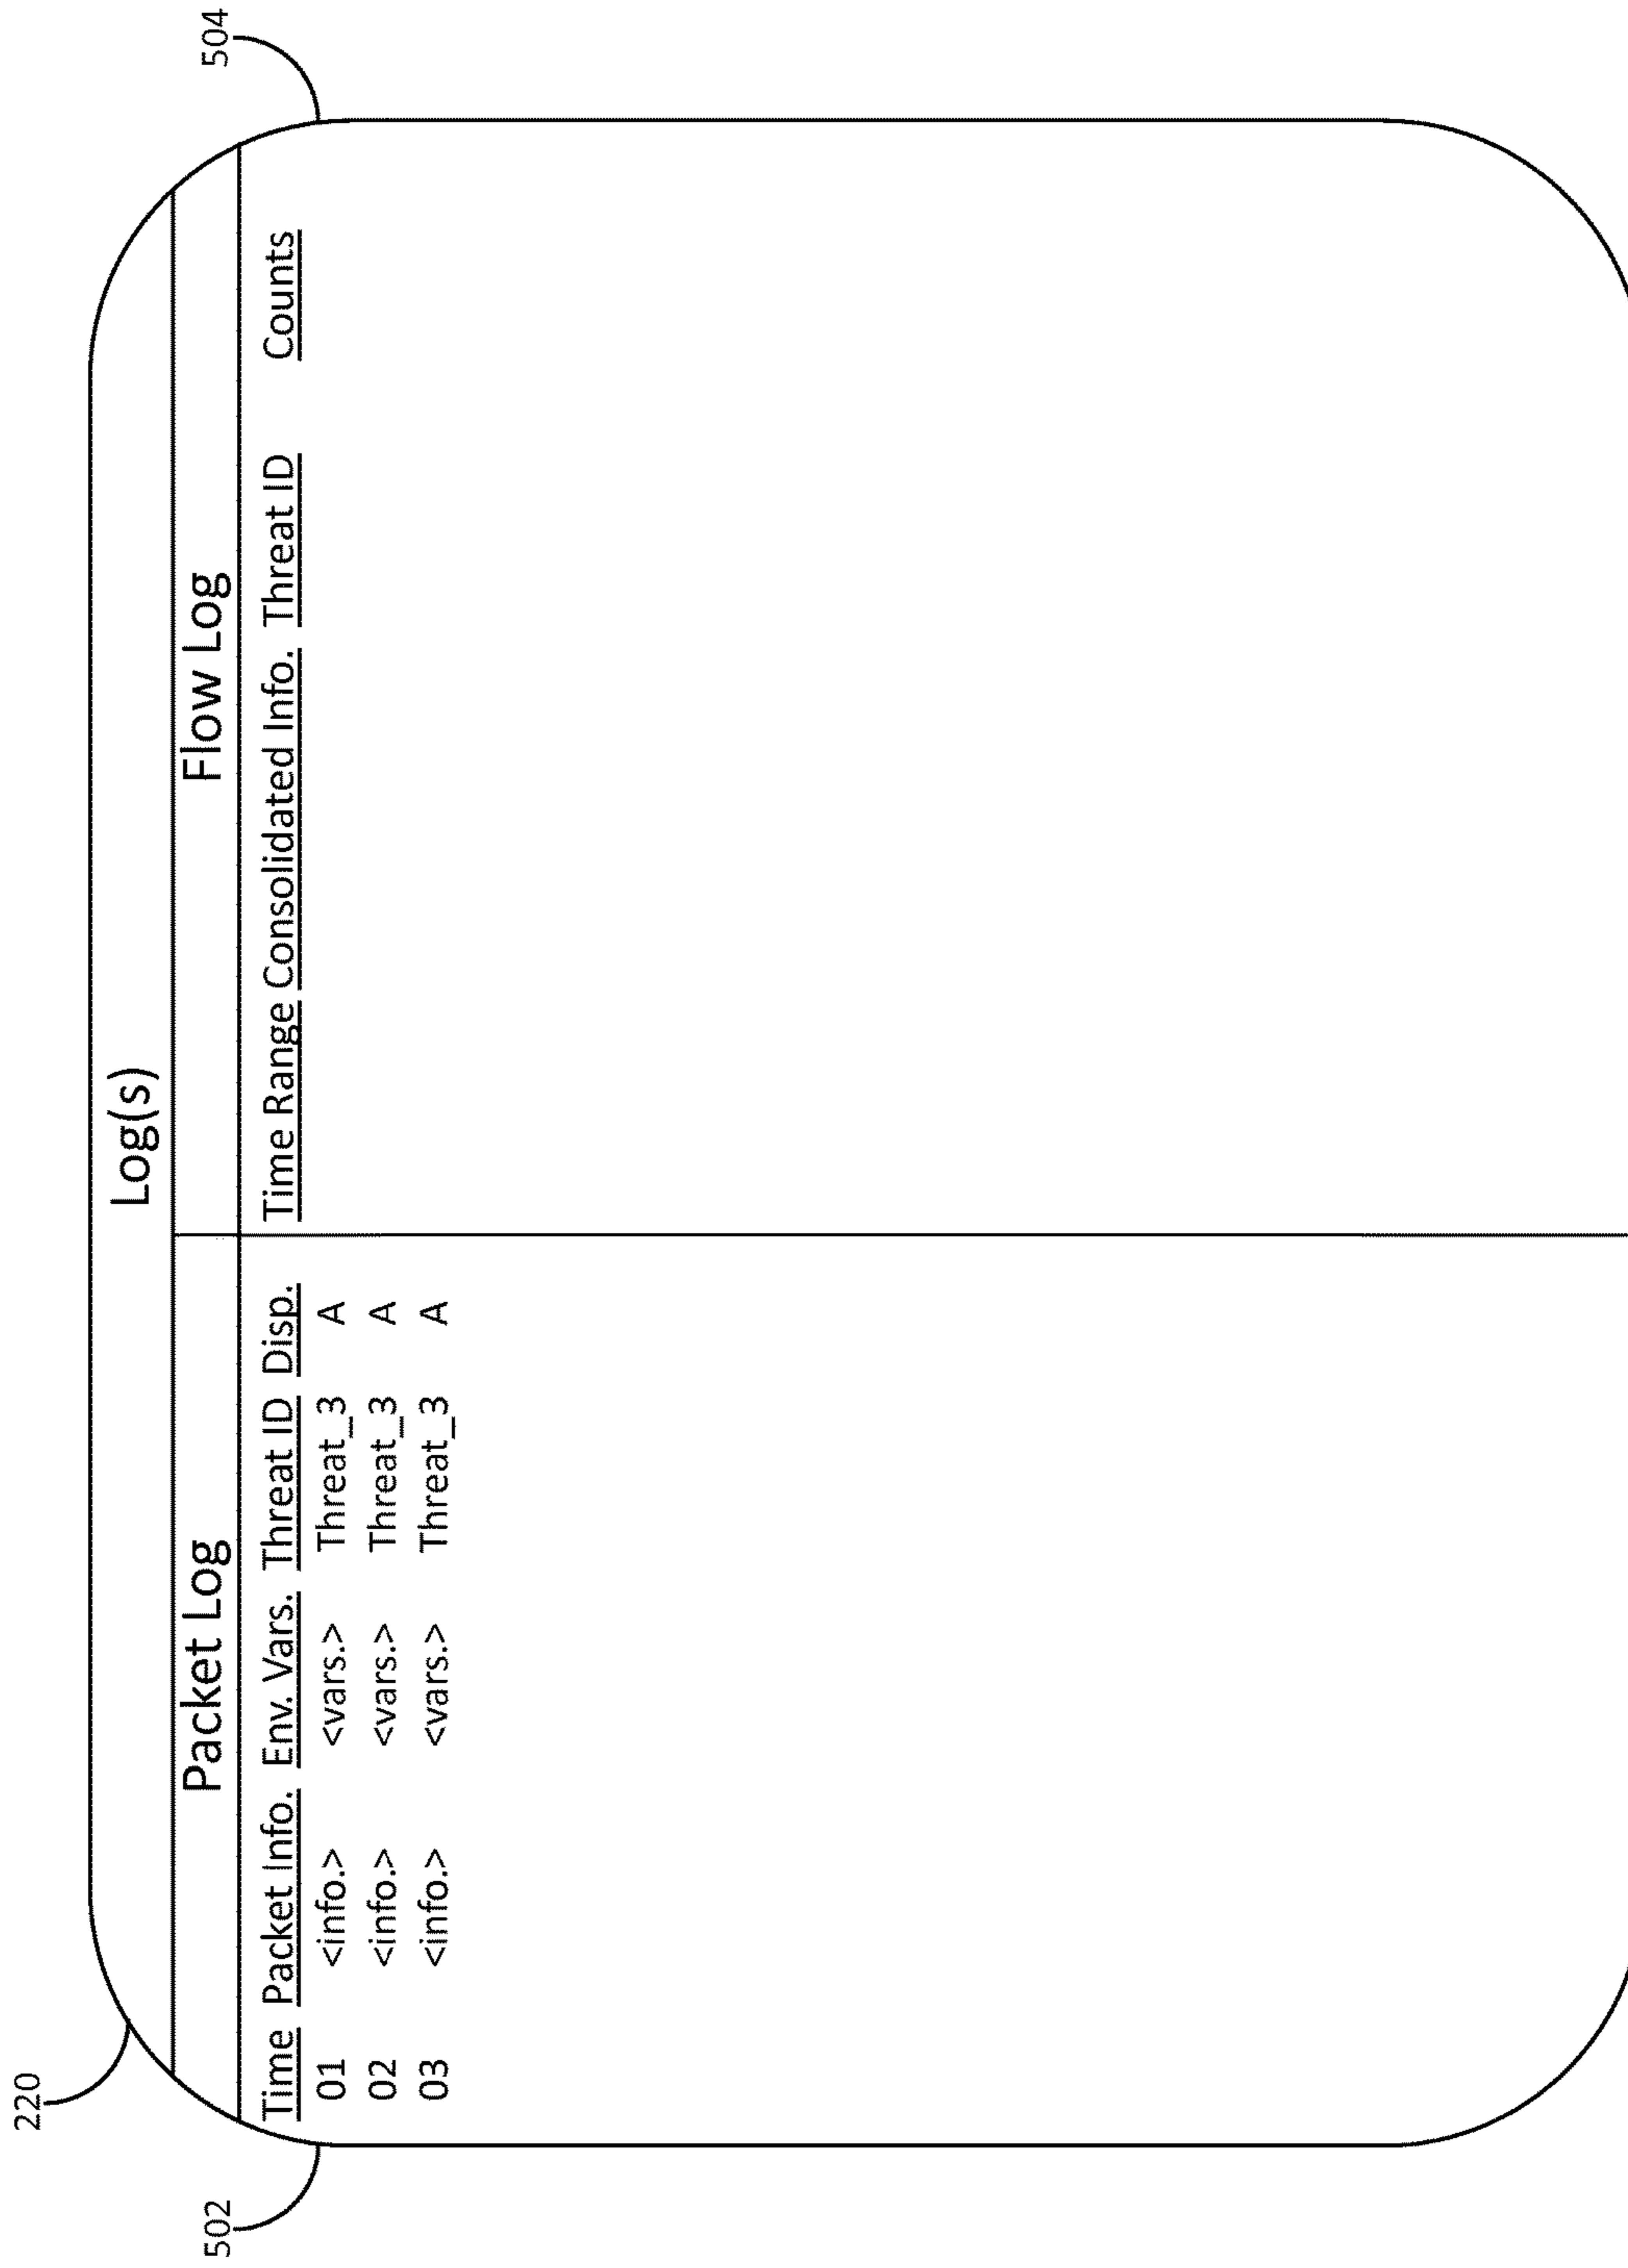 220
Log(s)
502
504
Packet Log
Flow Log
Time Packet Info. Env. Vars. Threat ID Disp.
01 <info.> <vars.> Threat_3 A
02 <info.> <vars.> Threat_3 A
03 <info.> <vars.> Threat_3 A
Time Range Consolidated Info. Threat ID Counts